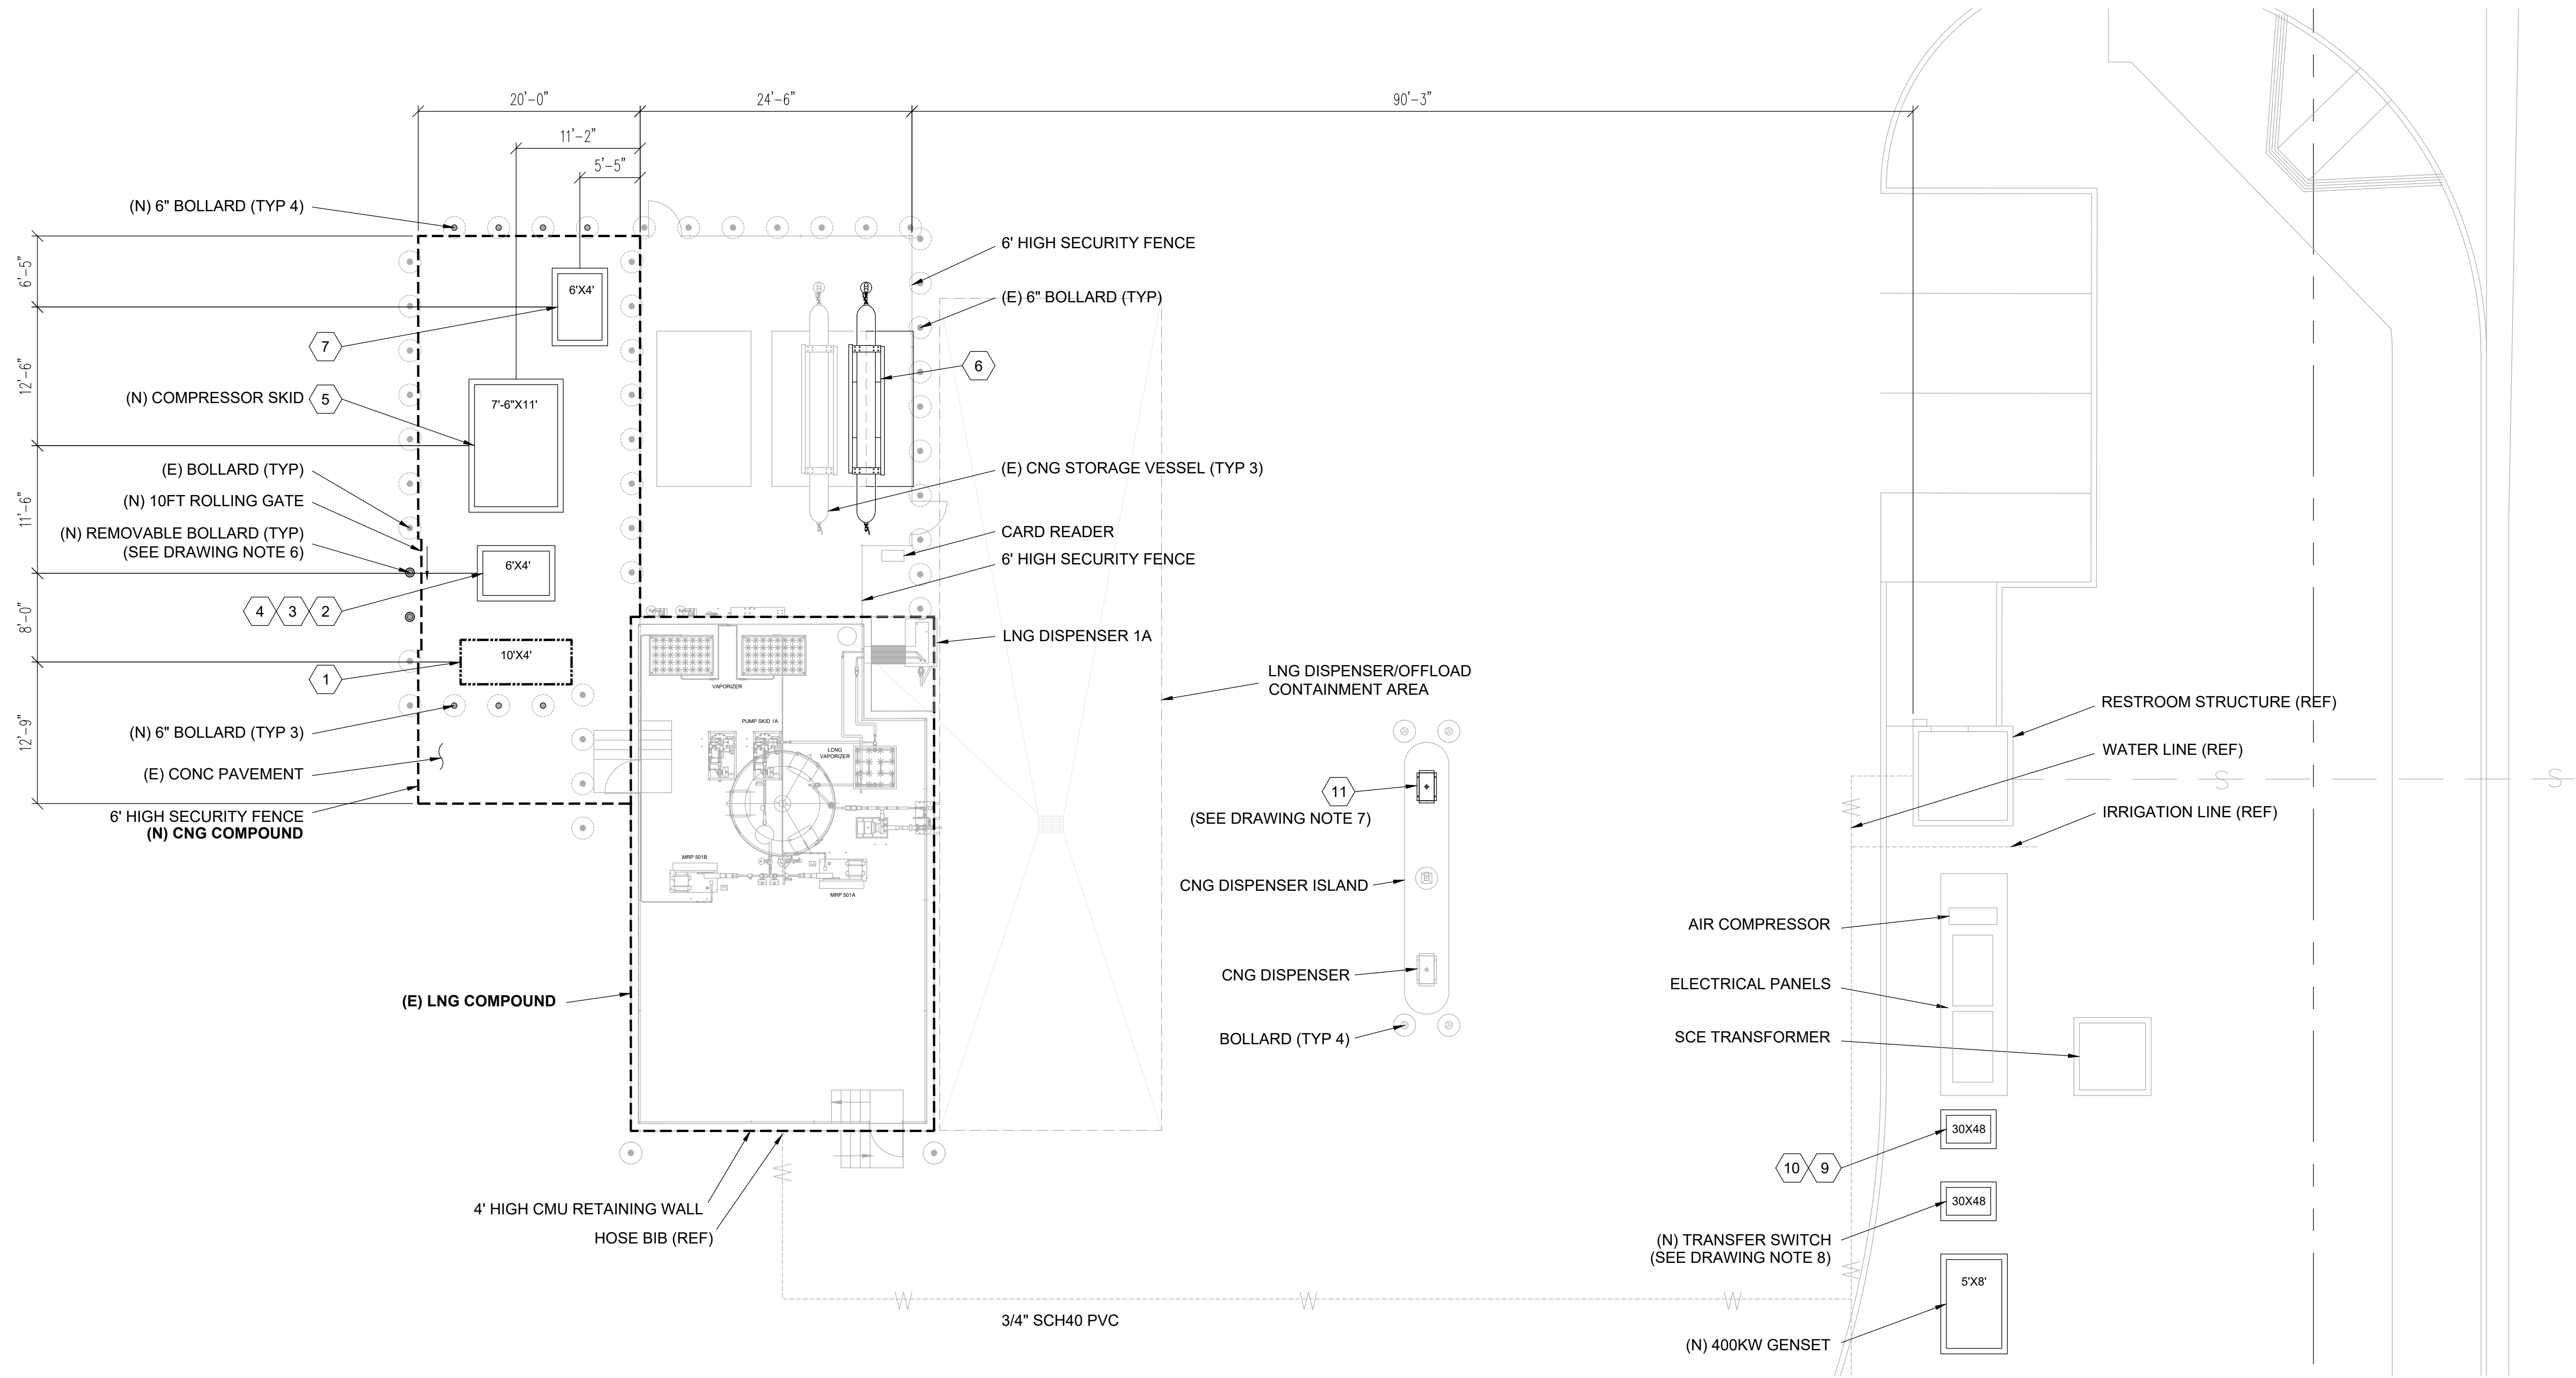 20'-0"
24'-6"
90'-3"
11'-2"
5'-5"
(N) 6" BOLLARD (TYP 4)
6'-5"
12'-6"
11'-6"
8'-0"
12'-9"
6'X4'
7
(N) COMPRESSOR SKID
5
7'-6"X11'
(E) BOLLARD (TYP)
(N) 10FT ROLLING GATE
(N) REMOVABLE BOLLARD (TYP)
(SEE DRAWING NOTE 6)
6'X4'
4
3
2
10'X4'
1
(N) 6" BOLLARD (TYP 3)
(E) CONC PAVEMENT
6' HIGH SECURITY FENCE
(N) CNG COMPOUND
6' HIGH SECURITY FENCE
(E) 6" BOLLARD (TYP)
6
(E) CNG STORAGE VESSEL (TYP 3)
CARD READER
6' HIGH SECURITY FENCE
LNG DISPENSER 1A
VAPORIZER
PUMP SKID 1A
LCNG
VAPORIZER
MRP 501B
MRP 501A
(E) LNG COMPOUND
4' HIGH CMU RETAINING WALL
HOSE BIB (REF)
3/4" SCH40 PVC
LNG DISPENSER/OFFLOAD
CONTAINMENT AREA
11
(SEE DRAWING NOTE 7)
CNG DISPENSER ISLAND
CNG DISPENSER
BOLLARD (TYP 4)
RESTROOM STRUCTURE (REF)
WATER LINE (REF)
S
S
IRRIGATION LINE (REF)
AIR COMPRESSOR
ELECTRICAL PANELS
SCE TRANSFORMER
30X48
10
9
30X48
(N) TRANSFER SWITCH
(SEE DRAWING NOTE 8)
5'X8'
(N) 400KW GENSET